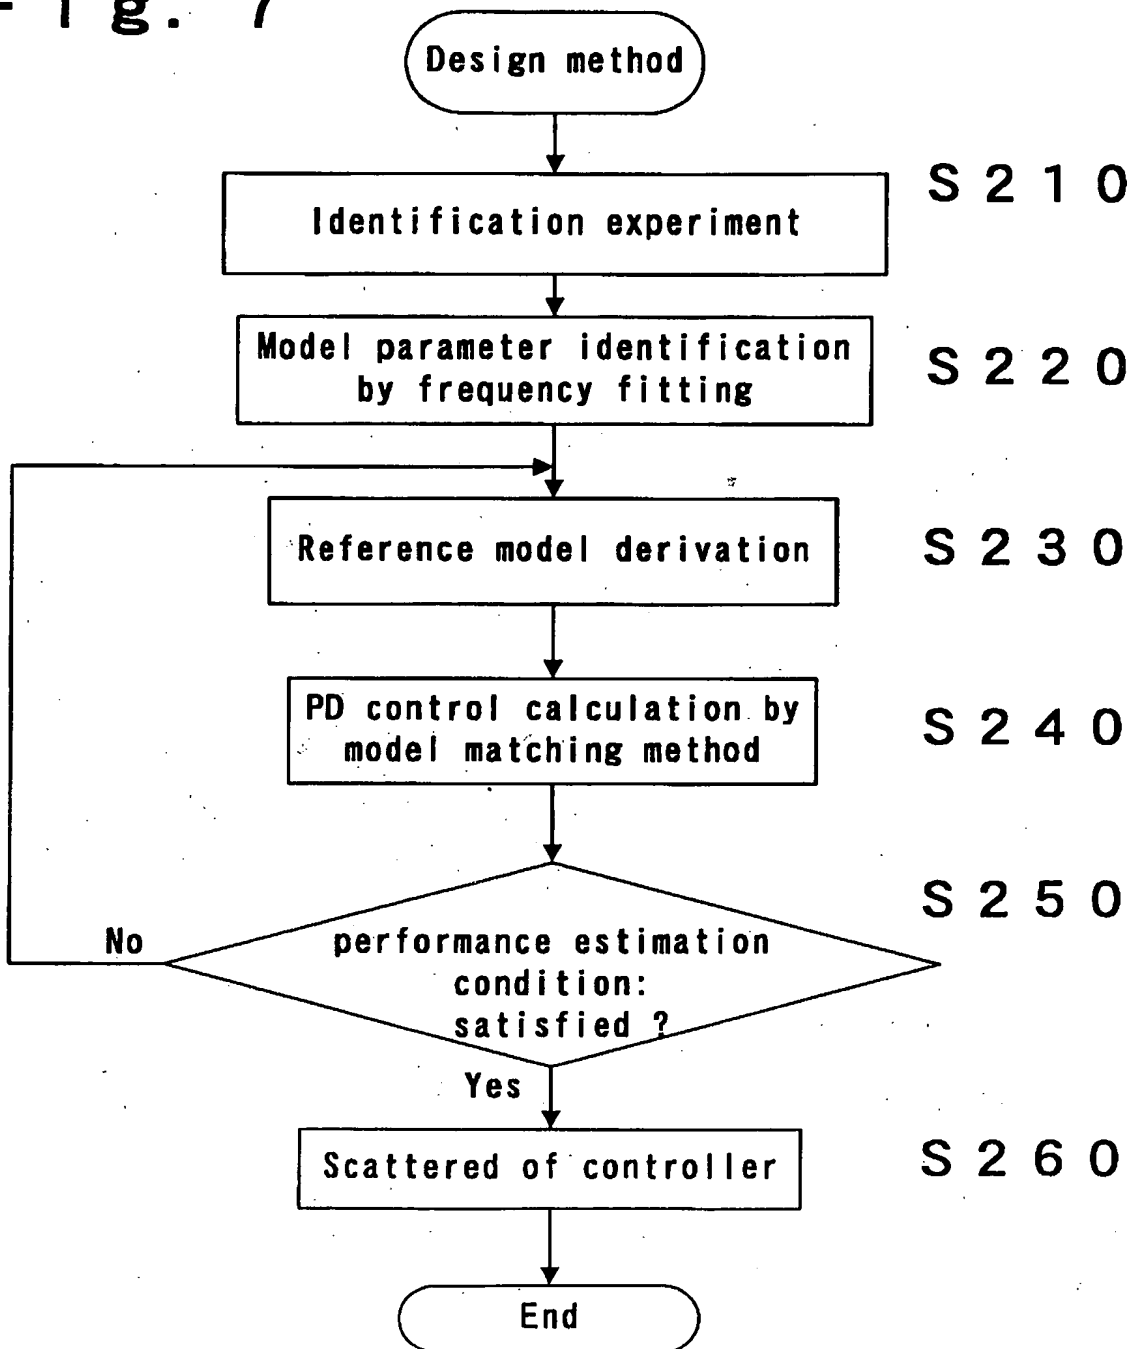 Fig. 7
Design method
Identification experiment
S210
Model parameter identification
by frequency fitting
S220
Reference model derivation
S230
PD control calculation by
model matching method
S240
performance estimation
condition:
satisfied ?
S250
No
Yes
Scattered of controller
S260
End